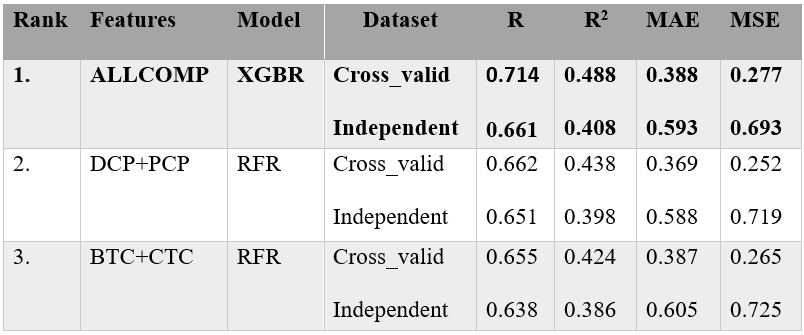 Rank Features Model Dataset R R² MAE MSE
1. ALLCOMP XGBR Cross_valid 0.714 0.488 0.388 0.277
Independent 0.661 0.408 0.593 0.693
2. DCP+PCP RFR Cross_valid 0.662 0.438 0.369 0.252
Independent 0.651 0.398 0.588 0.719
3. BTC+CTC RFR Cross_valid 0.655 0.424 0.387 0.265
Independent 0.638 0.386 0.605 0.725